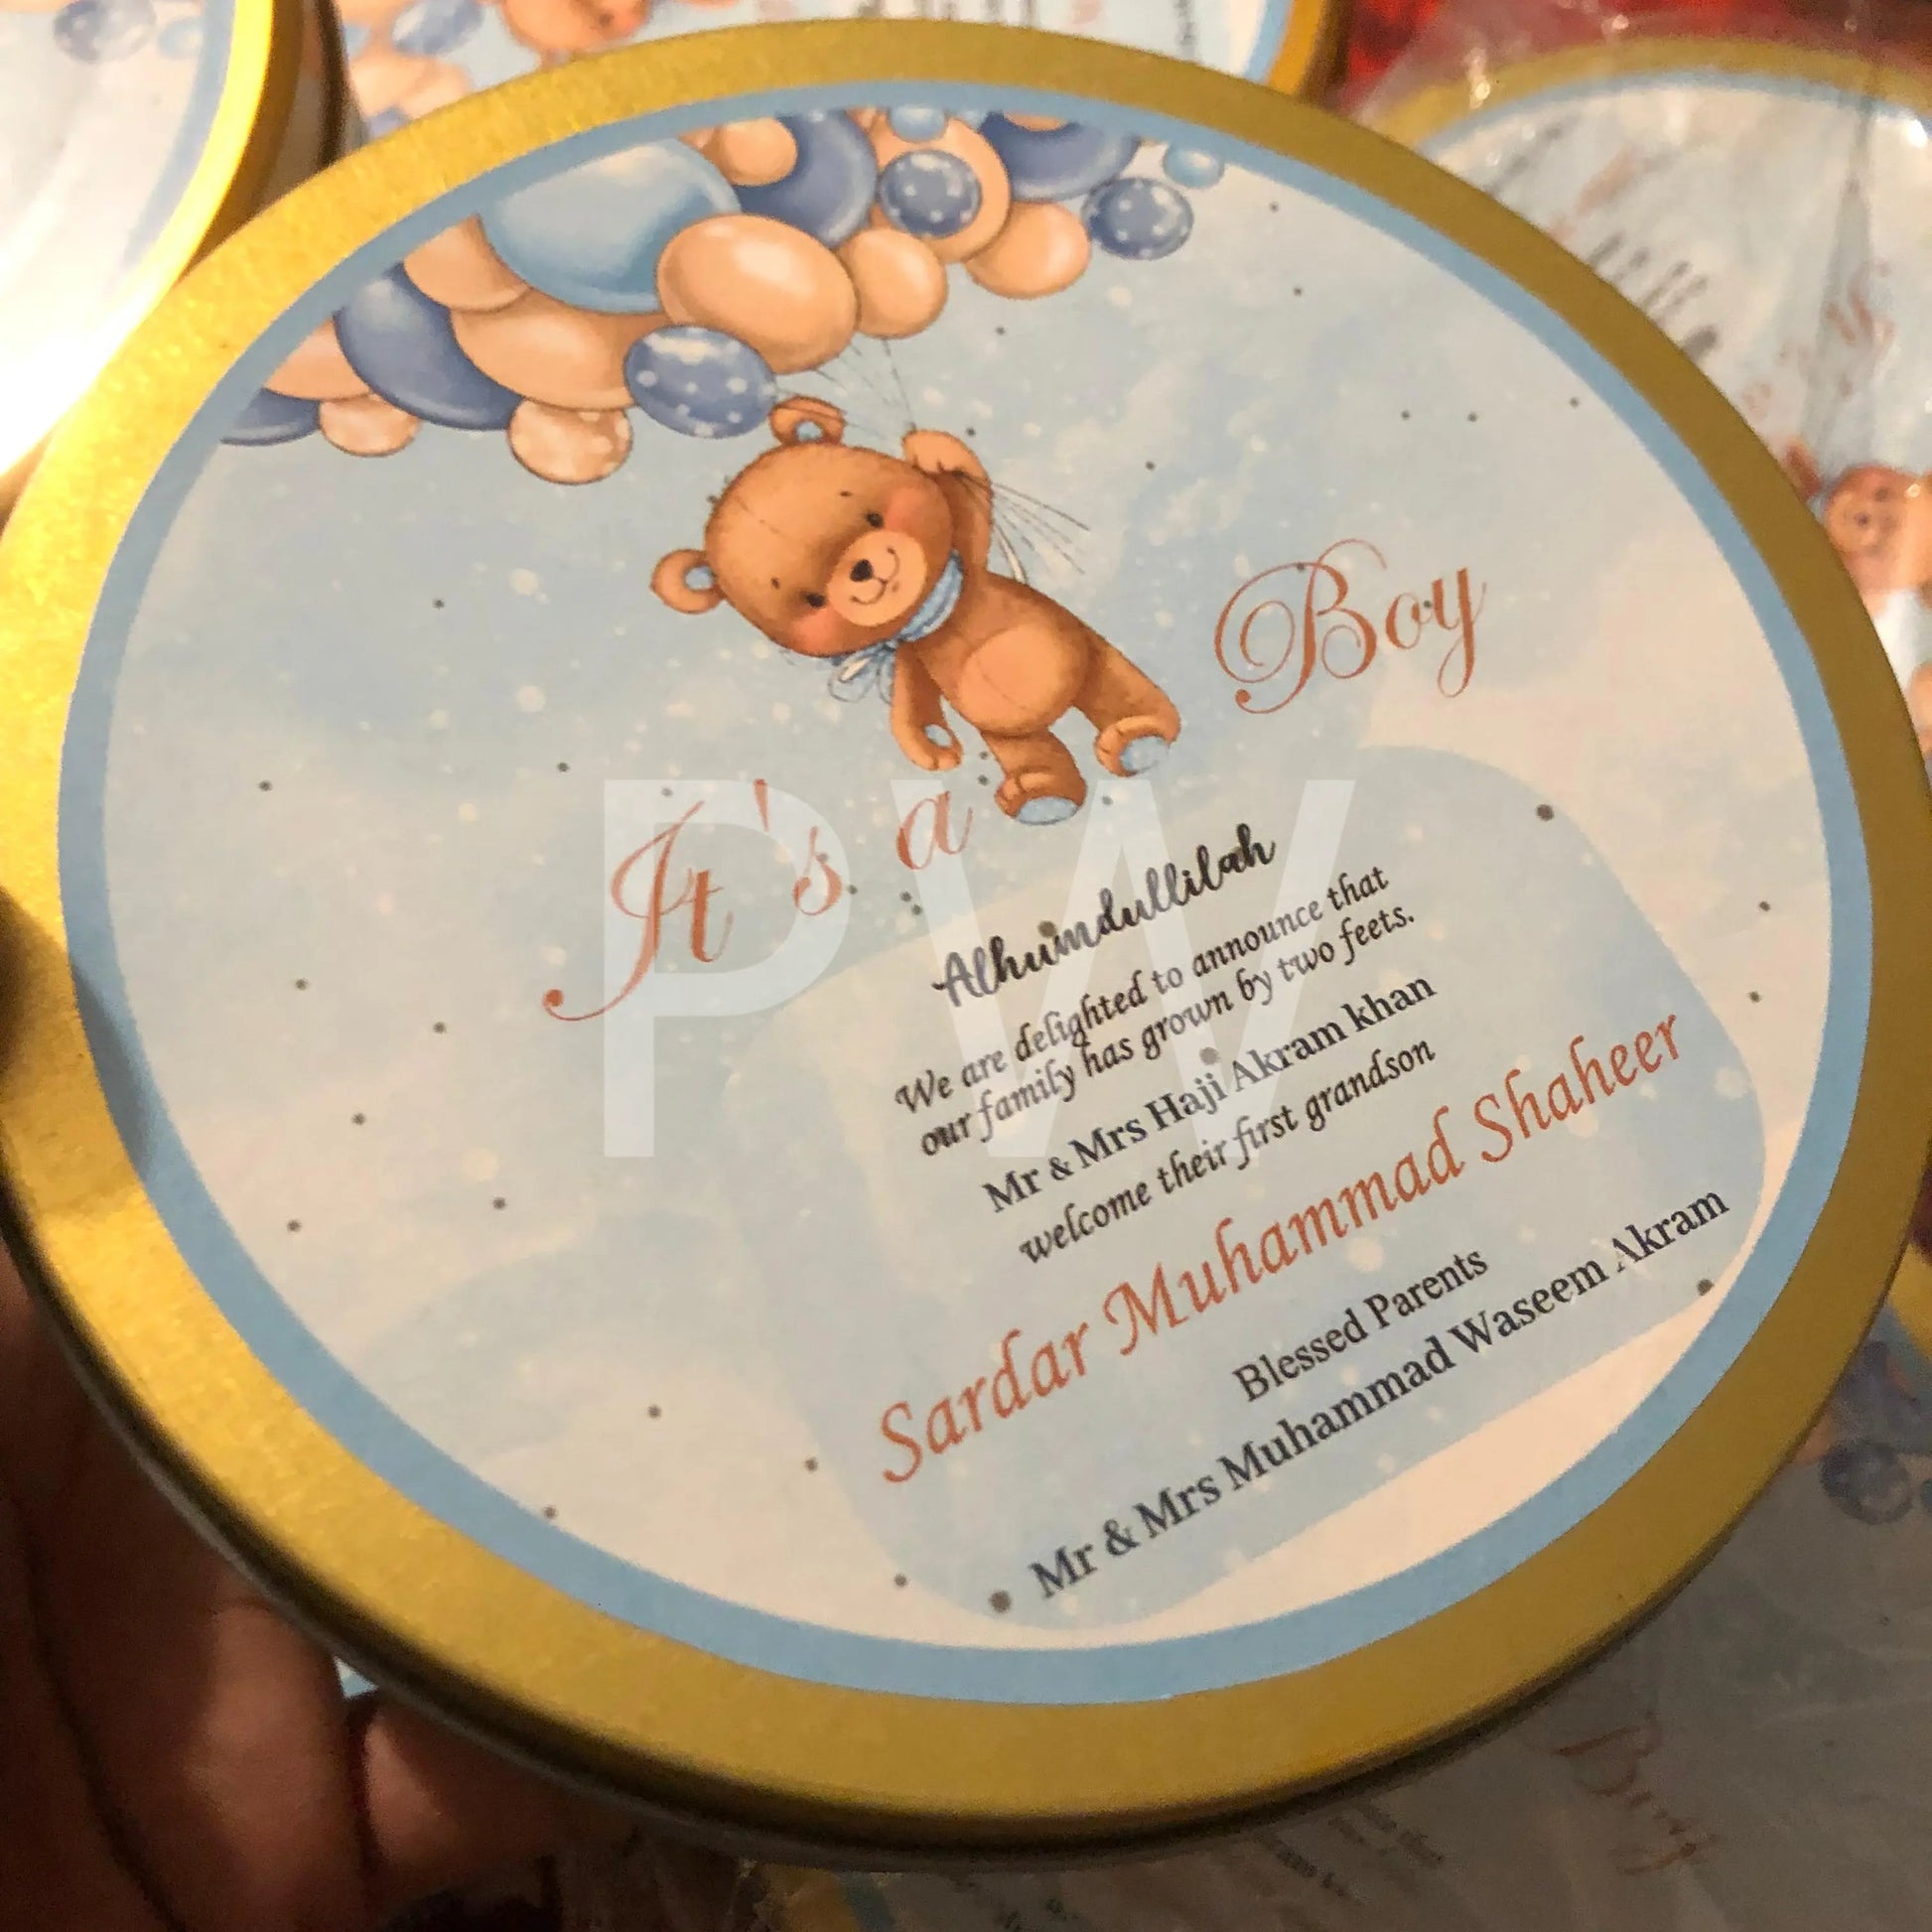 It's a Boy
Alhumdullilah
We are delighted to announce that
our family has grown by two feets.
Mr & Mrs Haji Akram khan
welcome their first grandson
Sardar Muhammad Shaheer
Blessed Parents
Mr & Mrs Muhammad Waseem Akram
PW
Boy